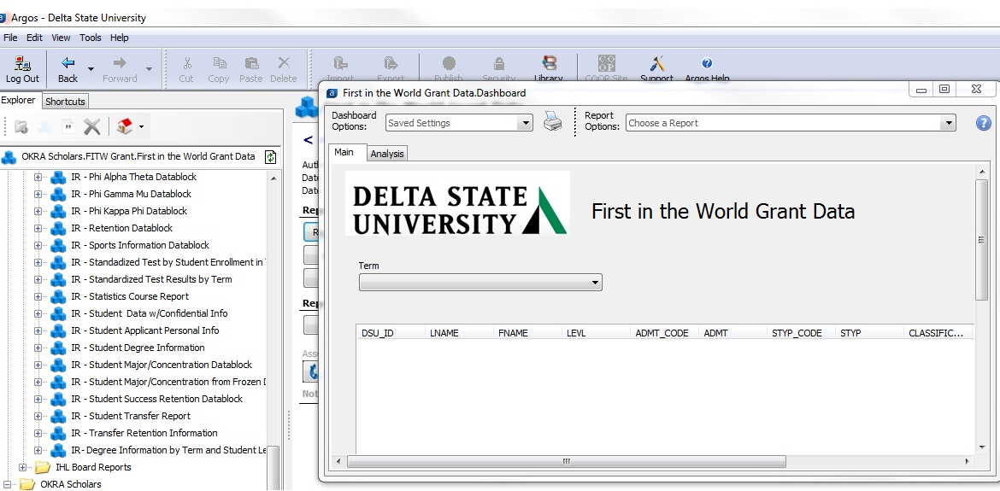 Argos - Delta State University
File Edit View Tools Help
Log Out Back Forward Cut Copy Paste Delete Import Export Publish Security Library COOP Site Support Argos Help
Explorer Shortcuts
OKRA Scholars.FITW Grant.First in the World Grant Data
IR - Phi Alpha Theta Datablock
IR - Phi Gamma Mu Datablock
IR - Phi Kappa Phi Datablock
IR - Retention Datablock
IR - Sports Information Datablock
IR - Standadized Test by Student Enrollment in
IR - Standardized Test Results by Term
IR - Statistics Course Report
IR - Student  Data w/Confidential Info
IR - Student Applicant Personal Info
IR - Student Degree Information
IR - Student Major/Concentration Datablock
IR - Student Major/Concentration from Frozen
IR - Student Success Retention Datablock
IR - Student Transfer Report
IR - Transfer Retention Information
IR- Degree Information by Term and Student Le
IHL Board Reports
OKRA Scholars
<
Aut
Dat
Dat
Rep
R
Rep
Ass
Not
First in the World Grant Data.Dashboard
Dashboard Options: Saved Settings
Report Options: Choose a Report
Main Analysis
DELTA STATE
UNIVERSITY
First in the World Grant Data
Term
DSU_ID LNAME FNAME LEVL ADMT_CODE ADMT STYP_CODE STYP CLASSIFIC...